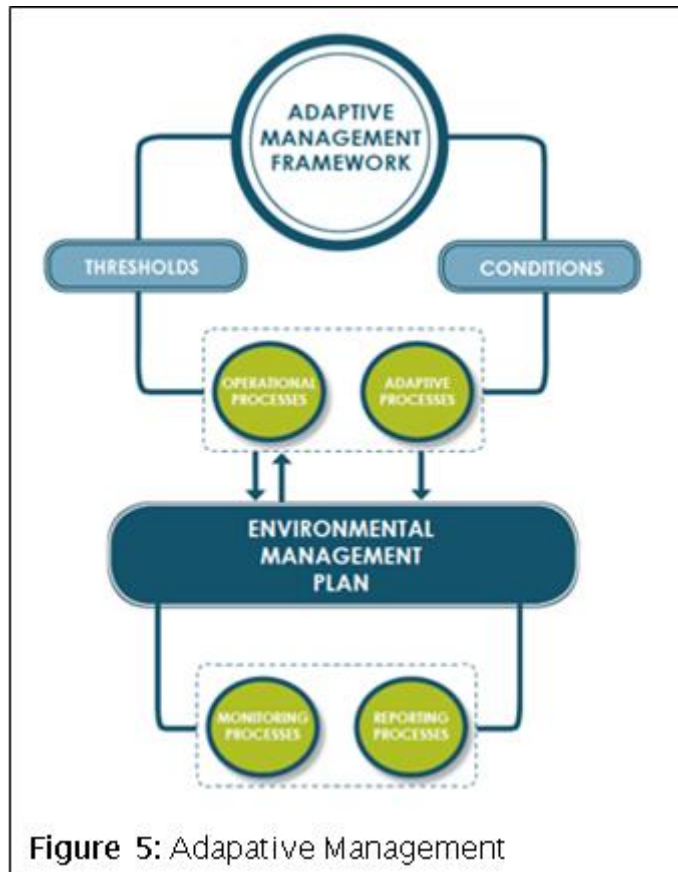 ADAPTIVE
MANAGEMENT
FRAMEWORK
THRESHOLDS
CONDITIONS
OPERATIONAL
PROCESSES
ADAPTIVE
PROCESSES
ENVIRONMENTAL
MANAGEMENT
PLAN
MONITORING
PROCESSES
REPORTING
PROCESSES
Figure 5: Adapative Management